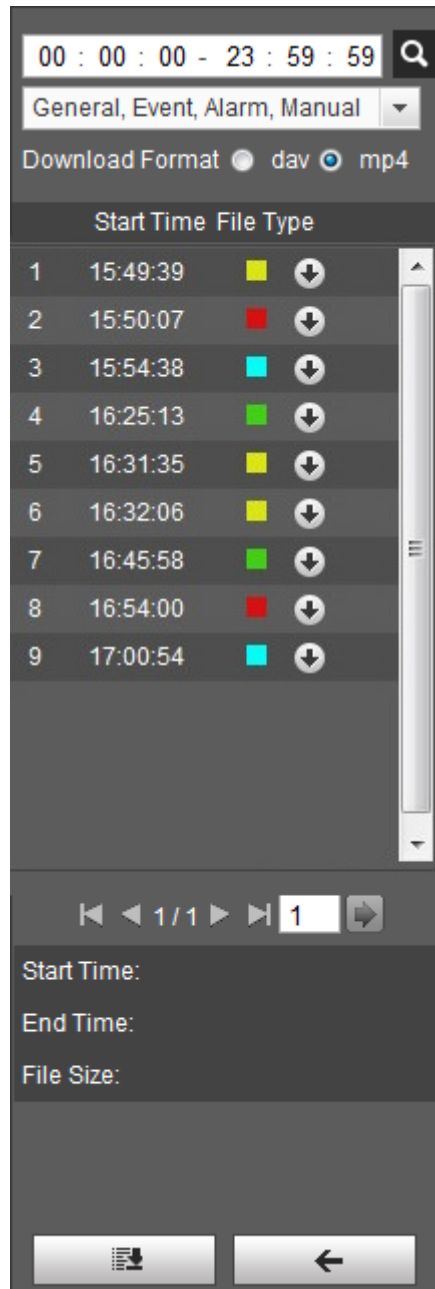 00 : 00 : 00 - 23 : 59 : 59
General, Event, Alarm, Manual
Download Format dav mp4
Start Time File Type
1 15:49:39
2 15:50:07
3 15:54:38
4 16:25:13
5 16:31:35
6 16:32:06
7 16:45:58
8 16:54:00
9 17:00:54
1 / 1 1
Start Time:
End Time:
File Size: